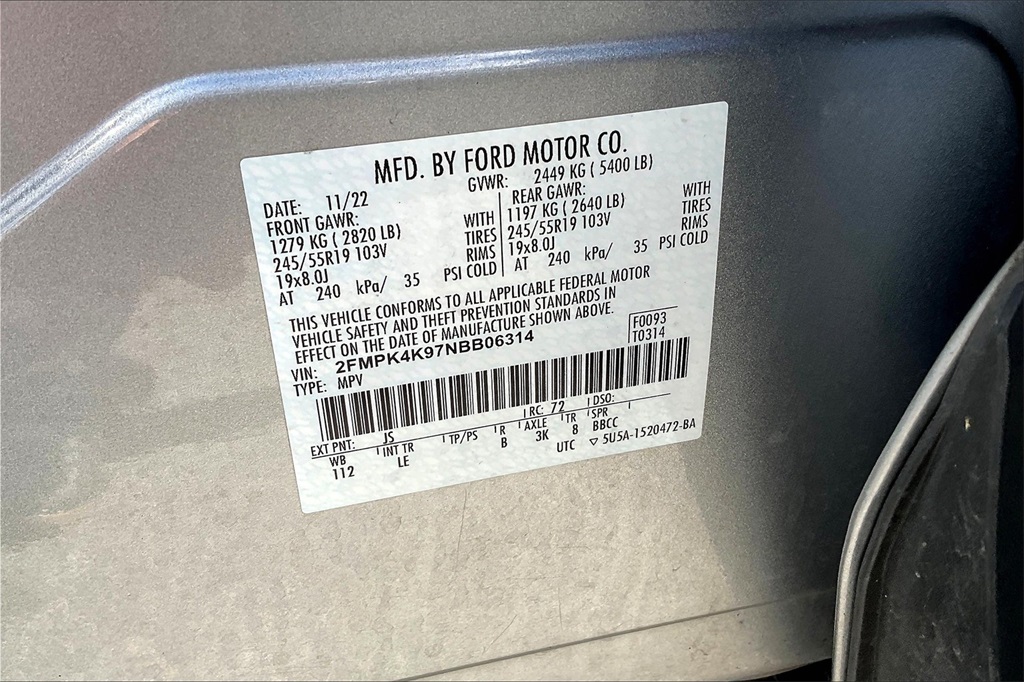 MFD. BY FORD MOTOR CO.
DATE: 11/22
GVWR: 2449 KG ( 5400 LB)
FRONT GAWR:
1279 KG ( 2820 LB)
245/55R19 103V
19x8.0J
AT 240 kPa/ 35 PSI COLD
WITH
TIRES
RIMS
REAR GAWR:
1197 KG ( 2640 LB)
245/55R19 103V
19x8.0J
AT 240 kPa/ 35 PSI COLD
WITH
TIRES
RIMS
THIS VEHICLE CONFORMS TO ALL APPLICABLE FEDERAL MOTOR
VEHICLE SAFETY AND THEFT PREVENTION STANDARDS IN
EFFECT ON THE DATE OF MANUFACTURE SHOWN ABOVE.
VIN: 2FMPK4K97NBB06314
TYPE: MPV
F0093
T0314
EXT PNT: JS RC: 72 DSO:
WB INT TR TP/PS R AXLE TR SPR
112 LE B 3K 8 BBCC
UTC ▽ 5U5A-1520472-BA